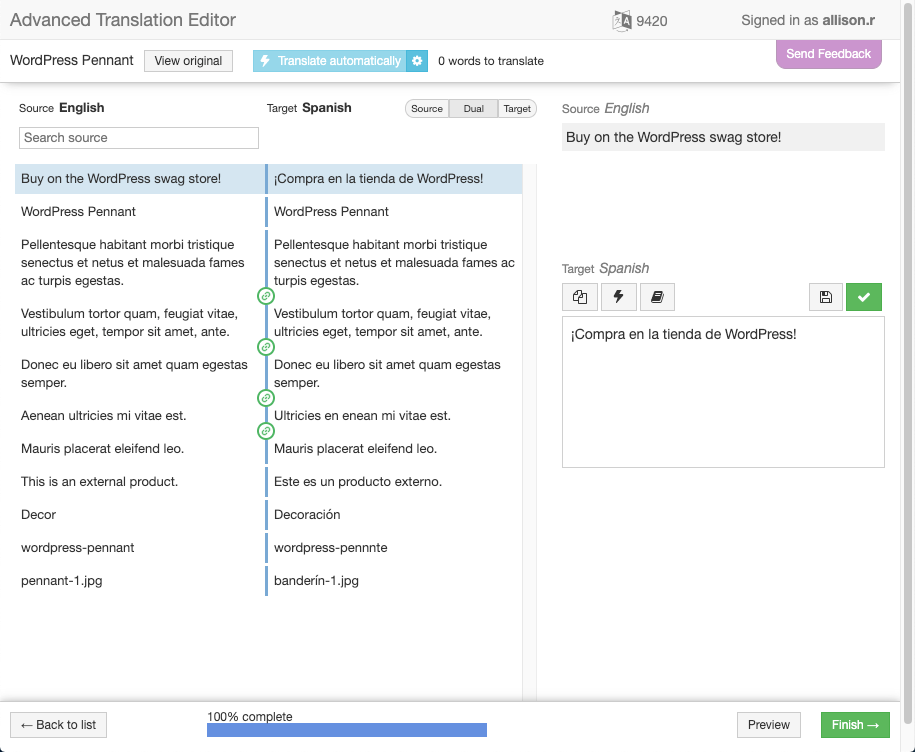 Advanced Translation Editor
9420
Signed in as allison.r
WordPress Pennant
View original
Translate automatically
0 words to translate
Send Feedback
Source English
Target Spanish
Source
Dual
Target
Search source
Buy on the WordPress swag store!
¡Compra en la tienda de WordPress!
WordPress Pennant
WordPress Pennant
Pellentesque habitant morbi tristique
senectus et netus et malesuada fames
ac turpis egestas.
Pellentesque habitant morbi tristique
senectus et netus et malesuada fames ac
turpis egestas.
Vestibulum tortor quam, feugiat vitae,
ultricies eget, tempor sit amet, ante.
Vestibulum tortor quam, feugiat vitae,
ultricies eget, tempor sit amet, ante.
Donec eu libero sit amet quam egestas
semper.
Donec eu libero sit amet quam egestas
semper.
Aenean ultricies mi vitae est.
Ultricies en enean mi vitae est.
Mauris placerat eleifend leo.
Mauris placerat eleifend leo.
This is an external product.
Este es un producto externo.
Decor
Decoración
wordpress-pennant
wordpress-pennnte
pennant-1.jpg
banderín-1.jpg
Source English
Buy on the WordPress swag store!
Target Spanish
¡Compra en la tienda de WordPress!
← Back to list
100% complete
Preview
Finish →